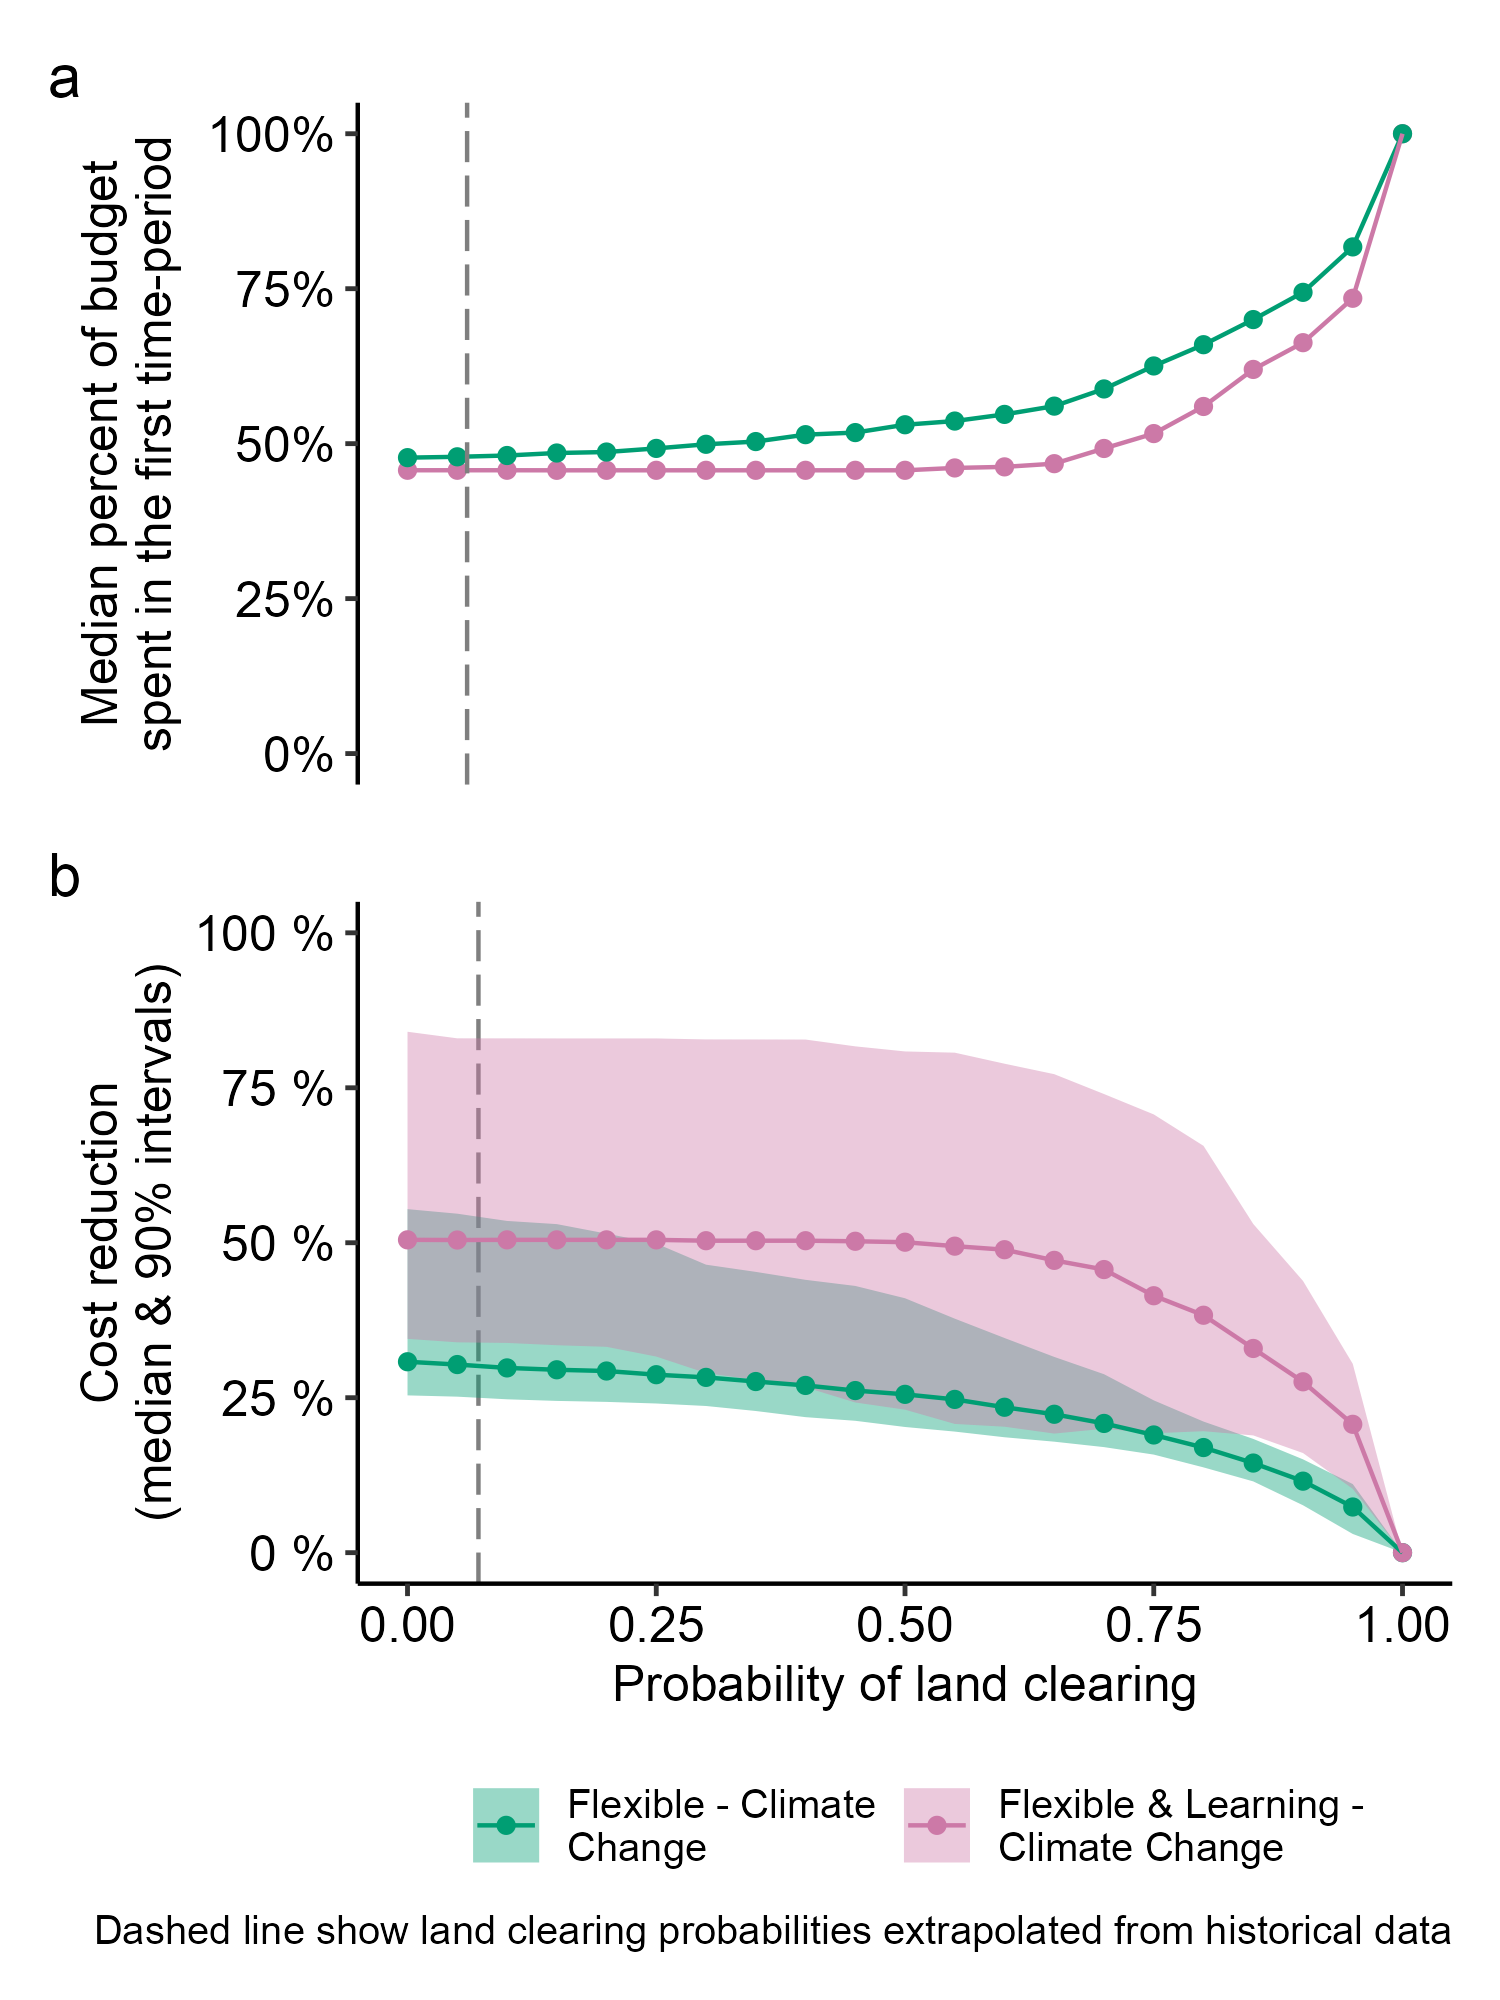 a
Median percent of budget
spent in the first time-period
100%
75%
50%
25%
0%
b
Cost reduction
(median & 90% intervals)
100 %
75 %
50 %
25 %
0 %
0.00 0.25 0.50 0.75 1.00
Probability of land clearing
Flexible - Climate
Change
Flexible & Learning -
Climate Change
Dashed line show land clearing probabilities extrapolated from historical data